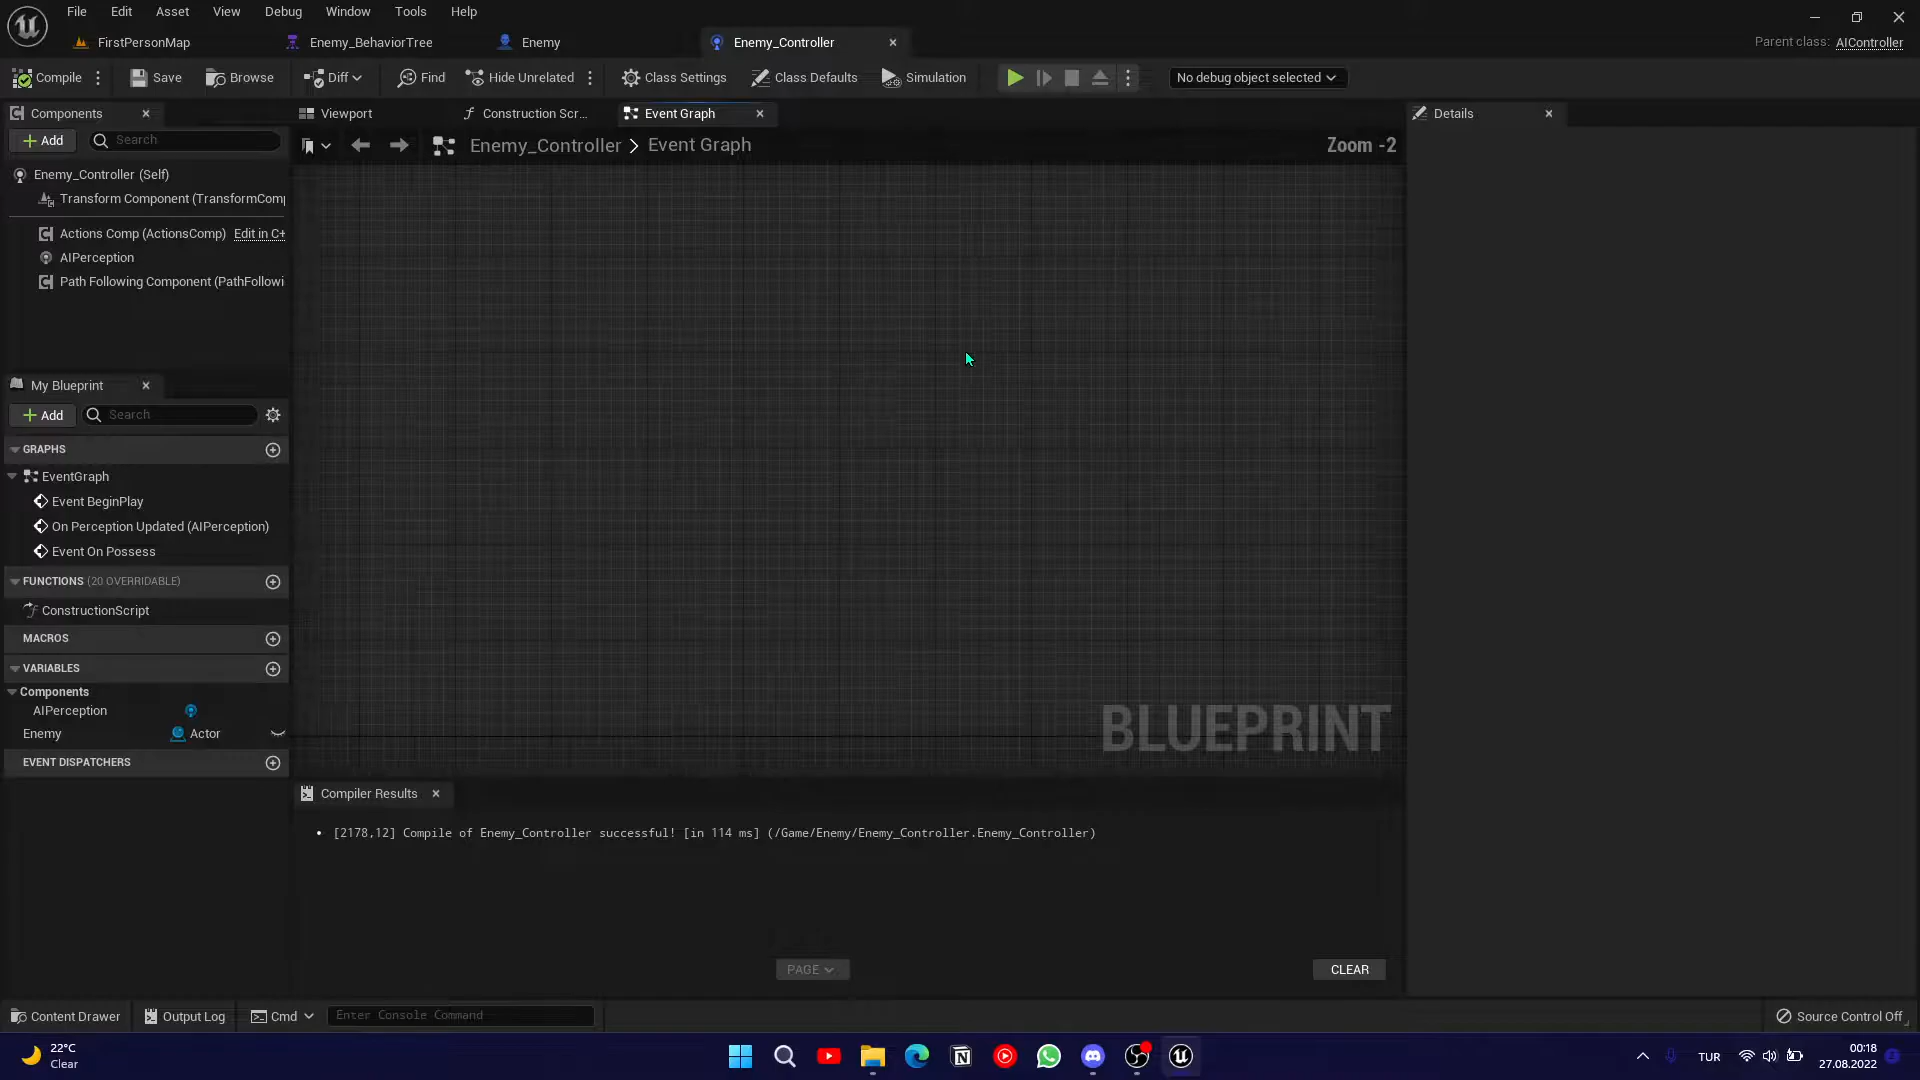 File Edit Asset View Debug Window Tools Help
FirstPersonMap Enemy_BehaviorTree Enemy Enemy_Controller Parent class: AIController
Compile Save Browse Diff Find Hide Unrelated Class Settings Class Defaults Simulation No debug object selected
Components Viewport Construction Scr... Event Graph Details
Add Search Enemy_Controller > Event Graph Zoom -2
Enemy_Controller (Self)
Transform Component (TransformComp
Actions Comp (ActionsComp) Edit in C+
AIPerception
Path Following Component (PathFollowi
My Blueprint
Add Search
GRAPHS
EventGraph
Event BeginPlay
On Perception Updated (AIPerception)
Event On Possess
FUNCTIONS (20 OVERRIDABLE)
ConstructionScript
MACROS
VARIABLES
Components
AIPerception
Enemy Actor
EVENT DISPATCHERS
BLUEPRINT
Compiler Results
[2178,12] Compile of Enemy_Controller successful! [in 114 ms] (/Game/Enemy/Enemy_Controller.Enemy_Controller)
PAGE CLEAR
Content Drawer Output Log Cmd Enter Console Command Source Control Off
22°C
Clear
TUR
00:18
27.08.2022